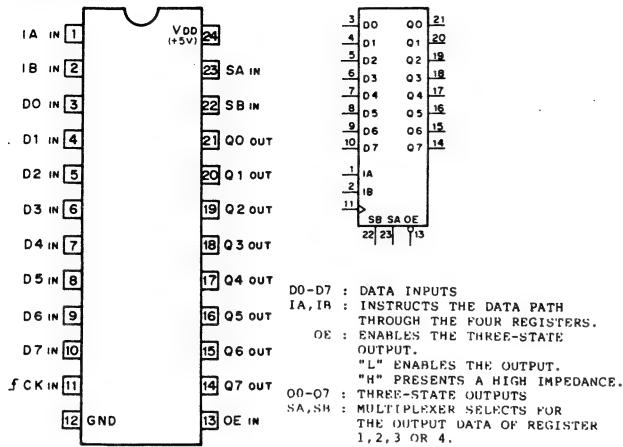 IA IN 1
VDD (+5V) 24
IB IN 2
23 SA IN
D0 IN 3
22 SB IN
D1 IN 4
21 Q0 OUT
D2 IN 5
20 Q1 OUT
D3 IN 6
19 Q2 OUT
D4 IN 7
18 Q3 OUT
D5 IN 8
17 Q4 OUT
D6 IN 9
16 Q5 OUT
D7 IN 10
15 Q6 OUT
CK IN 11
14 Q7 OUT
12 GND
13 OE IN
3 D0 Q0 21
4 D1 Q1 20
5 D2 Q2 19
6 D3 Q3 18
7 D4 Q4 17
8 D5 Q5 16
9 D6 Q6 15
10 D7 Q7 14
1 IA
2 IB
11
SB SA OE
22 23 13
D0-D7 : DATA INPUTS
IA,IB : INSTRUCTS THE DATA PATH
THROUGH THE FOUR REGISTERS.
OE : ENABLES THE THREE-STATE
OUTPUT.
"L" ENABLES THE OUTPUT.
"H" PRESENTS A HIGH IMPEDANCE.
Q0-Q7 : THREE-STATE OUTPUTS
SA,SB : MULTIPLEXER SELECTS FOR
THE OUTPUT DATA OF REGISTER
1,2,3 OR 4.